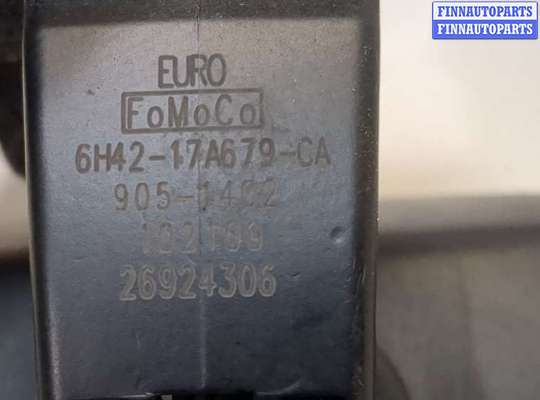 FINNAUTOPARTS
FINNAUTOPARTS
EURO
FoMoCo
6H42-17A679-CA
26924306